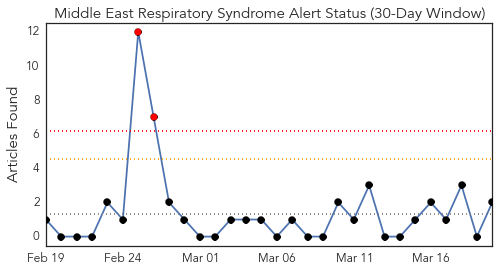 Middle East Respiratory Syndrome Alert Status (30-Day Window)
Articles Found
12
10
8
6
4
2
0
Feb 19
Feb 24
Mar 01
Mar 06
Mar 11
Mar 16